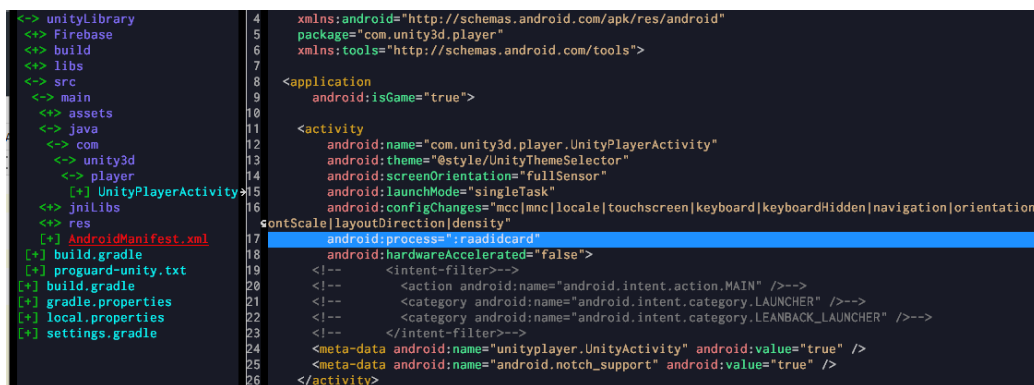 <-> unityLibrary
<+> Firebase
<+> build
<+> libs
<-> src
<-> main
<+> assets
<-> java
<-> com
<-> unity3d
<-> player
[+] UnityPlayerActivity→
<+> jniLibs
<+> res
[+] AndroidManifest.xml
[+] build.gradle
[+] proguard-unity.txt
[+] build.gradle
[+] gradle.properties
[+] local.properties
[+] settings.gradle
4 xmlns:android="http://schemas.android.com/apk/res/android"
5 package="com.unity3d.player"
6 xmlns:tools="http://schemas.android.com/tools">
7
8 <application
9 android:isGame="true">
10
11 <activity
12 android:name="com.unity3d.player.UnityPlayerActivity"
13 android:theme="@style/UnityThemeSelector"
14 android:screenOrientation="fullSensor"
15 android:launchMode="singleTask"
16 android:configChanges="mcc|mnc|locale|touchscreen|keyboard|keyboardHidden|navigation|orientation
ontScale|layoutDirection|density"
17 android:process=":raadidcard"
18 android:hardwareAccelerated="false">
19 <!-- <intent-filter>-->
20 <!-- <action android:name="android.intent.action.MAIN" />-->
21 <!-- <category android:name="android.intent.category.LAUNCHER" />-->
22 <!-- <category android:name="android.intent.category.LEANBACK_LAUNCHER" />-->
23 <!-- </intent-filter>-->
24 <meta-data android:name="unityplayer.UnityActivity" android:value="true" />
25 <meta-data android:name="android.notch_support" android:value="true" />
26 </activity>